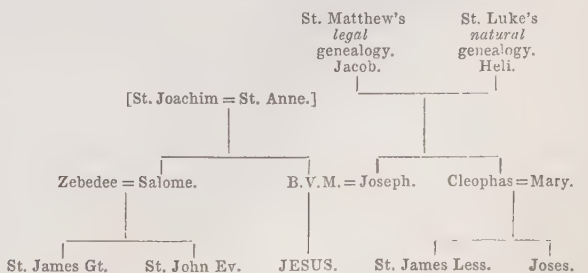 St. Matthew's St. Luke's
legal natural
genealogy. genealogy.
Jacob. Heli.
[St. Joachim = St. Anne.]
Zebedee = Salome. B.V.M. = Joseph. Cleophas = Mary.
St. James Gt. St. John Ev. JESUS. St. James Less. Joses.